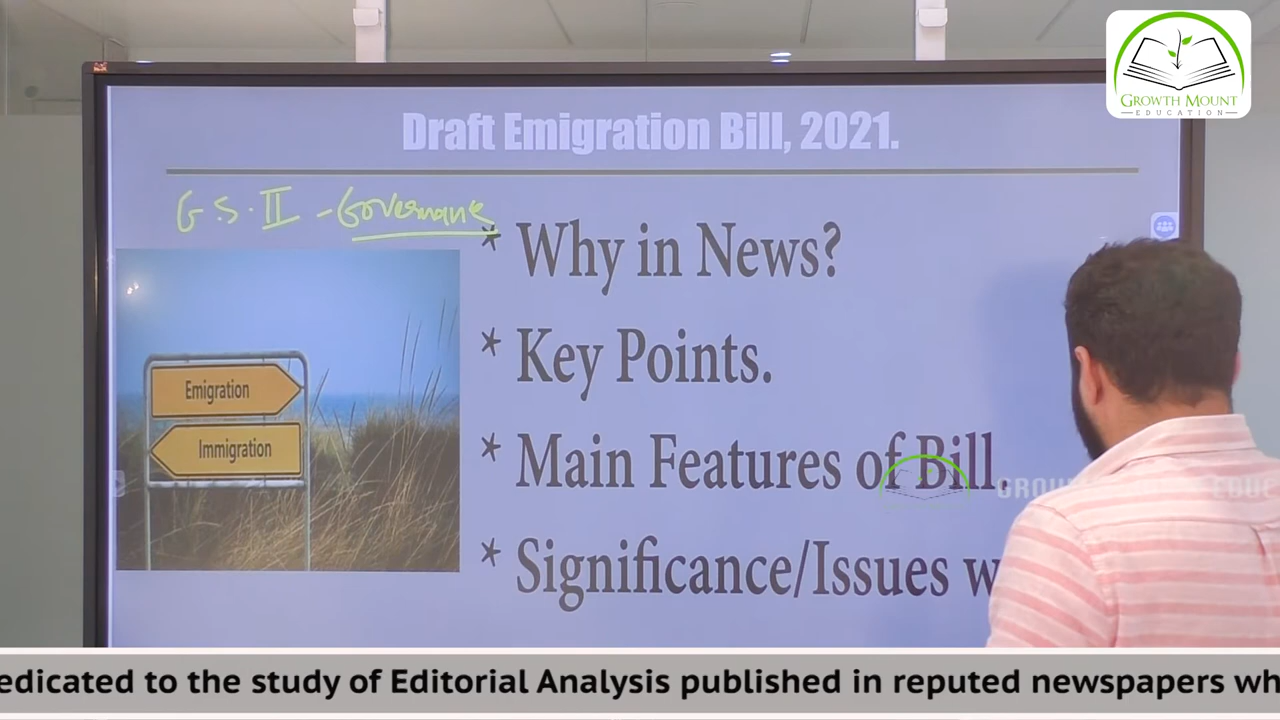 GROWTH MOUNT
EDUCATION
Draft Emigration Bill, 2021.
G.S.II - Governance
* Why in News?
* Key Points.
* Main Features of Bill.
* Significance/Issues w
Emigration
Immigration
edicated to the study of Editorial Analysis published in reputed newspapers wh